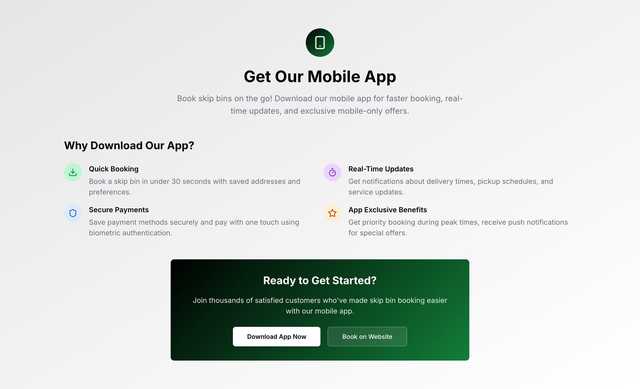 Get Our Mobile App
Book skip bins on the go! Download our mobile app for faster booking, real-
time updates, and exclusive mobile-only offers.
Why Download Our App?
Quick Booking
Book a skip bin in under 30 seconds with saved addresses and
preferences.
Real-Time Updates
Get notifications about delivery times, pickup schedules, and
service updates.
Secure Payments
Save payment methods securely and pay with one touch using
biometric authentication.
App Exclusive Benefits
Get priority booking during peak times, receive push notifications
for special offers.
Ready to Get Started?
Join thousands of satisfied customers who've made skip bin booking easier
with our mobile app.
Download App Now
Book on Website